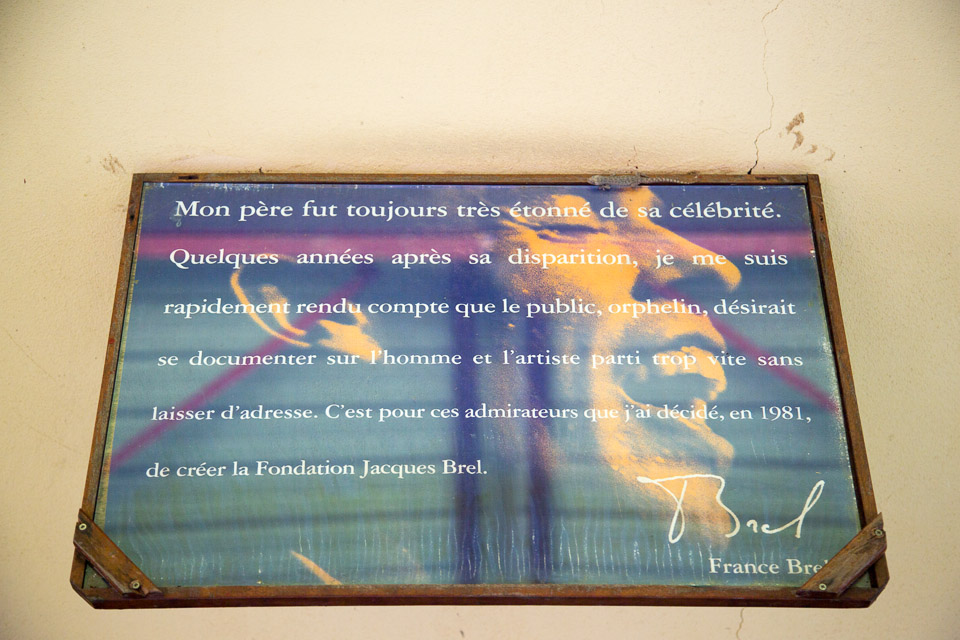 Mon père fut toujours très étonné de sa célébrité.
Quelques années après sa disparition, je me suis
rapidement rendu compte que le public, orphelin, désirait
se documenter sur l'homme et l'artiste parti trop vite sans
laisser d'adresse. C'est pour ces admirateurs que j'ai décidé, en 1981,
de créer la Fondation Jacques Brel.
Brel
France Brel